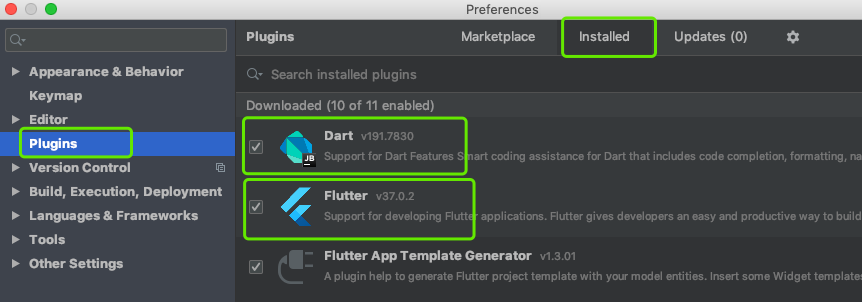 Preferences
Plugins Marketplace Installed Updates (0)
Appearance & Behavior
Keymap
Editor
Plugins
Version Control
Build, Execution, Deployment
Languages & Frameworks
Tools
Other Settings
Search installed plugins
Downloaded (10 of 11 enabled)
Dart v191.7830
JB
Support for Dart Features Smart coding assistance for Dart that includes code completion, formatting, na
Flutter v37.0.2
Support for developing Flutter applications. Flutter gives developers an easy and productive way to build
Flutter App Template Generator v1.3.01
A plugin help to generate Flutter project template with your model entities. Insert some Widget templates